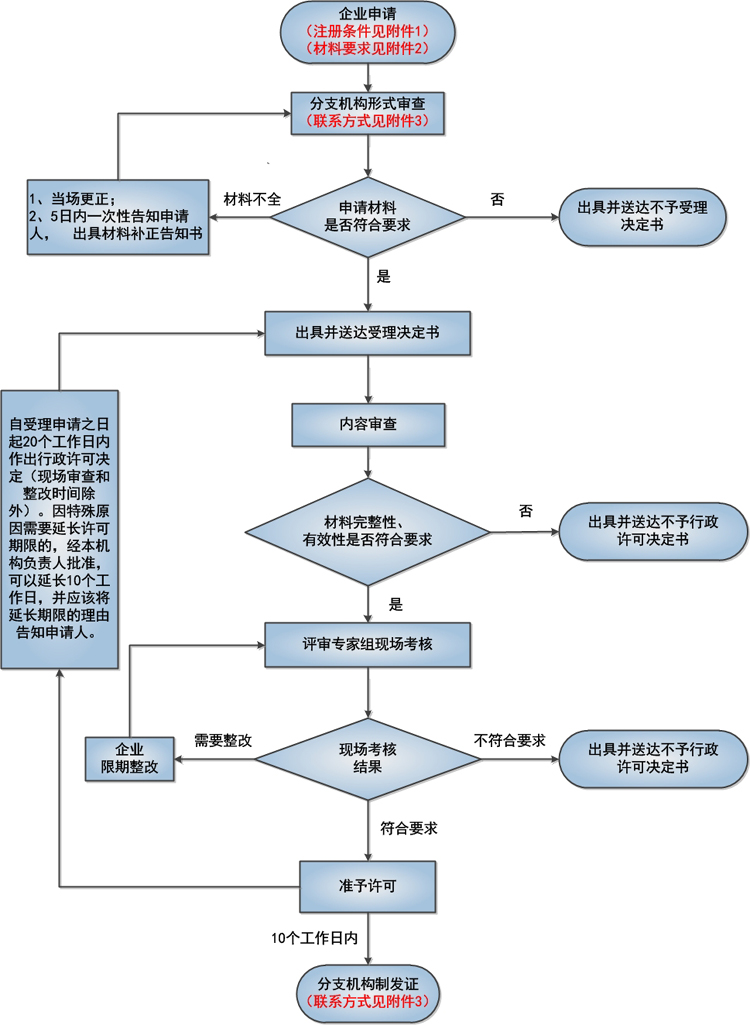 企业申请
（注册条件见附件1）
（材料要求见附件2）
分支机构形式审查
（联系方式见附件3）
1、当场更正；
2、5日内一次性告知申请
人， 出具材料补正告知书
材料不全
申请材料
是否符合要求
否
出具并送达不予受理
决定书
是
出具并送达受理决定书
自受理申请之日
起20个工作日内
作出行政许可决
定（现场审查和
整改时间除
外）。因特殊原
因需要延长许可
期限的，经本机
构负责人批准，
可以延长10个工
作日，并应该将
延长期限的理由
告知申请人。
内容审查
材料完整性、
有效性是否符合要求
否
出具并送达不予行政
许可决定书
是
评审专家组现场考核
企业
限期整改
需要整改
现场考核
结果
不符合要求
出具并送达不予行政
许可决定书
符合要求
准予许可
10个工作日内
分支机构制发证
（联系方式见附件3）